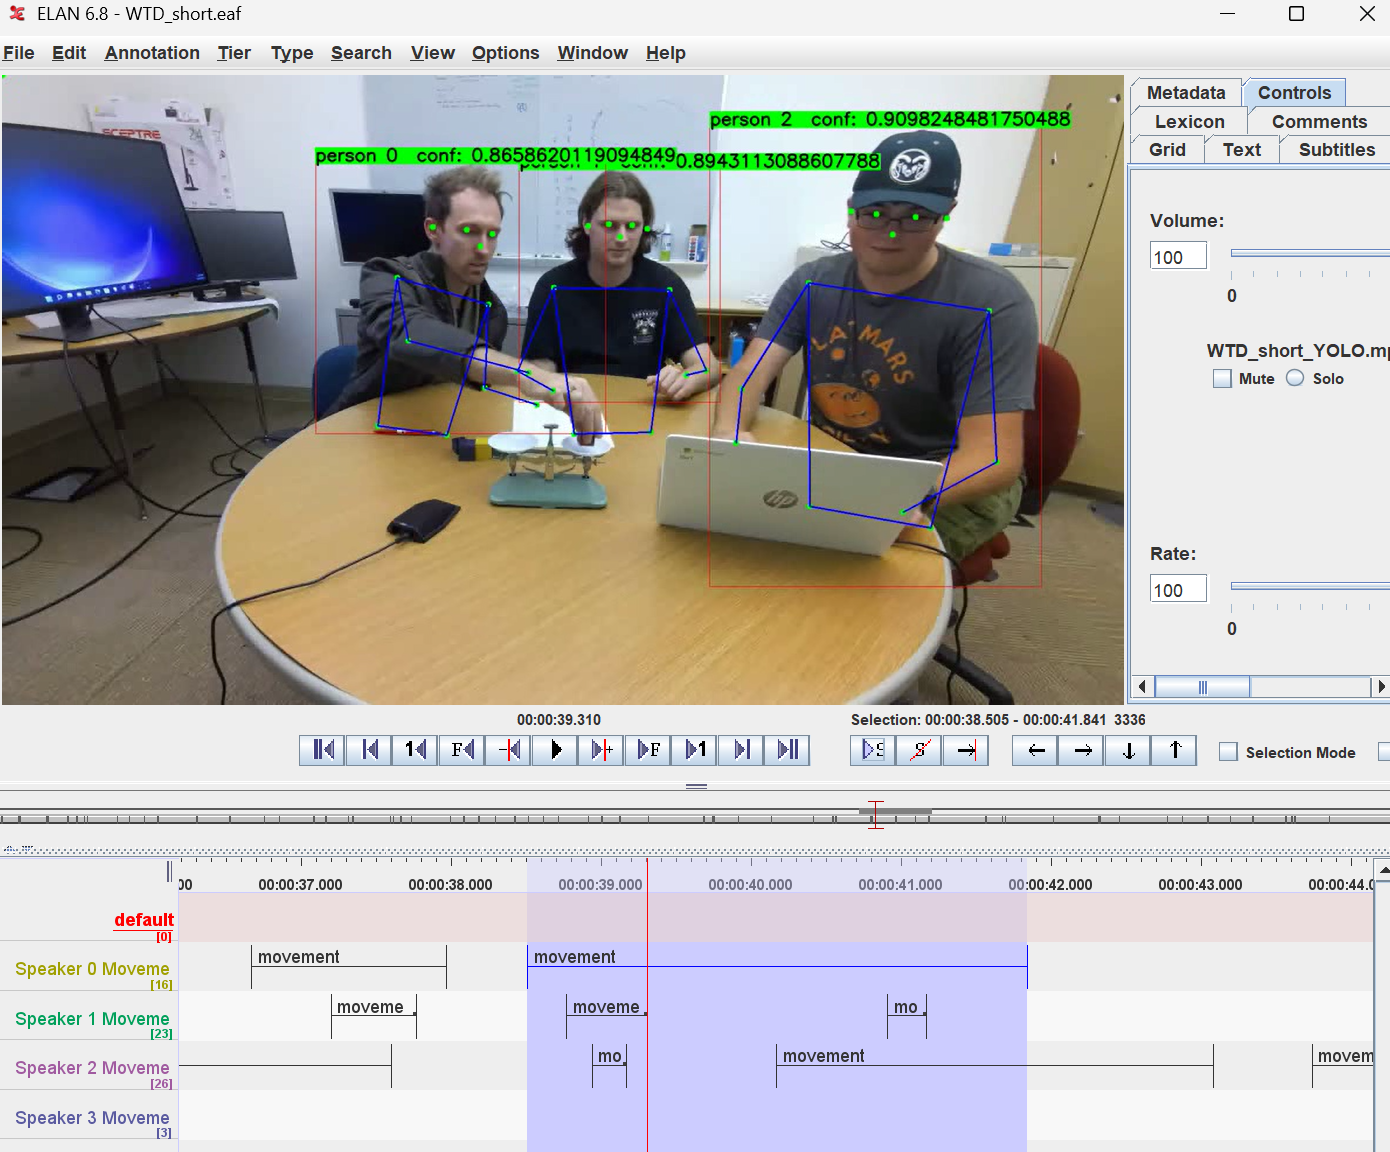 ELAN 6.8 - WTD_short.eaf
File Edit Annotation Tier Type Search View Options Window Help
Metadata Controls
Lexicon Comments
Grid Text Subtitles
SCEPTRE
person 2 conf: 0.9098248481750488
person 0 conf: 0.8658620119094849
0.8943113088607788
LA MARS
hp
Volume:
100
0
WTD_short_YOLO.mp
Mute Solo
Rate:
100
0
00:00:39.310
Selection: 00:00:38.505 - 00:00:41.841 3336
1 F F 1 S S
Selection Mode
00 00:00:37.000 00:00:38.000 00:00:39.000 00:00:40.000 00:00:41.000 00:00:42.000 00:00:43.000 00:00:44.0
default
[0]
Speaker 0 Moveme movement movement
[16]
Speaker 1 Moveme moveme moveme mo
[23]
Speaker 2 Moveme mo movement movem
[26]
Speaker 3 Moveme
[3]